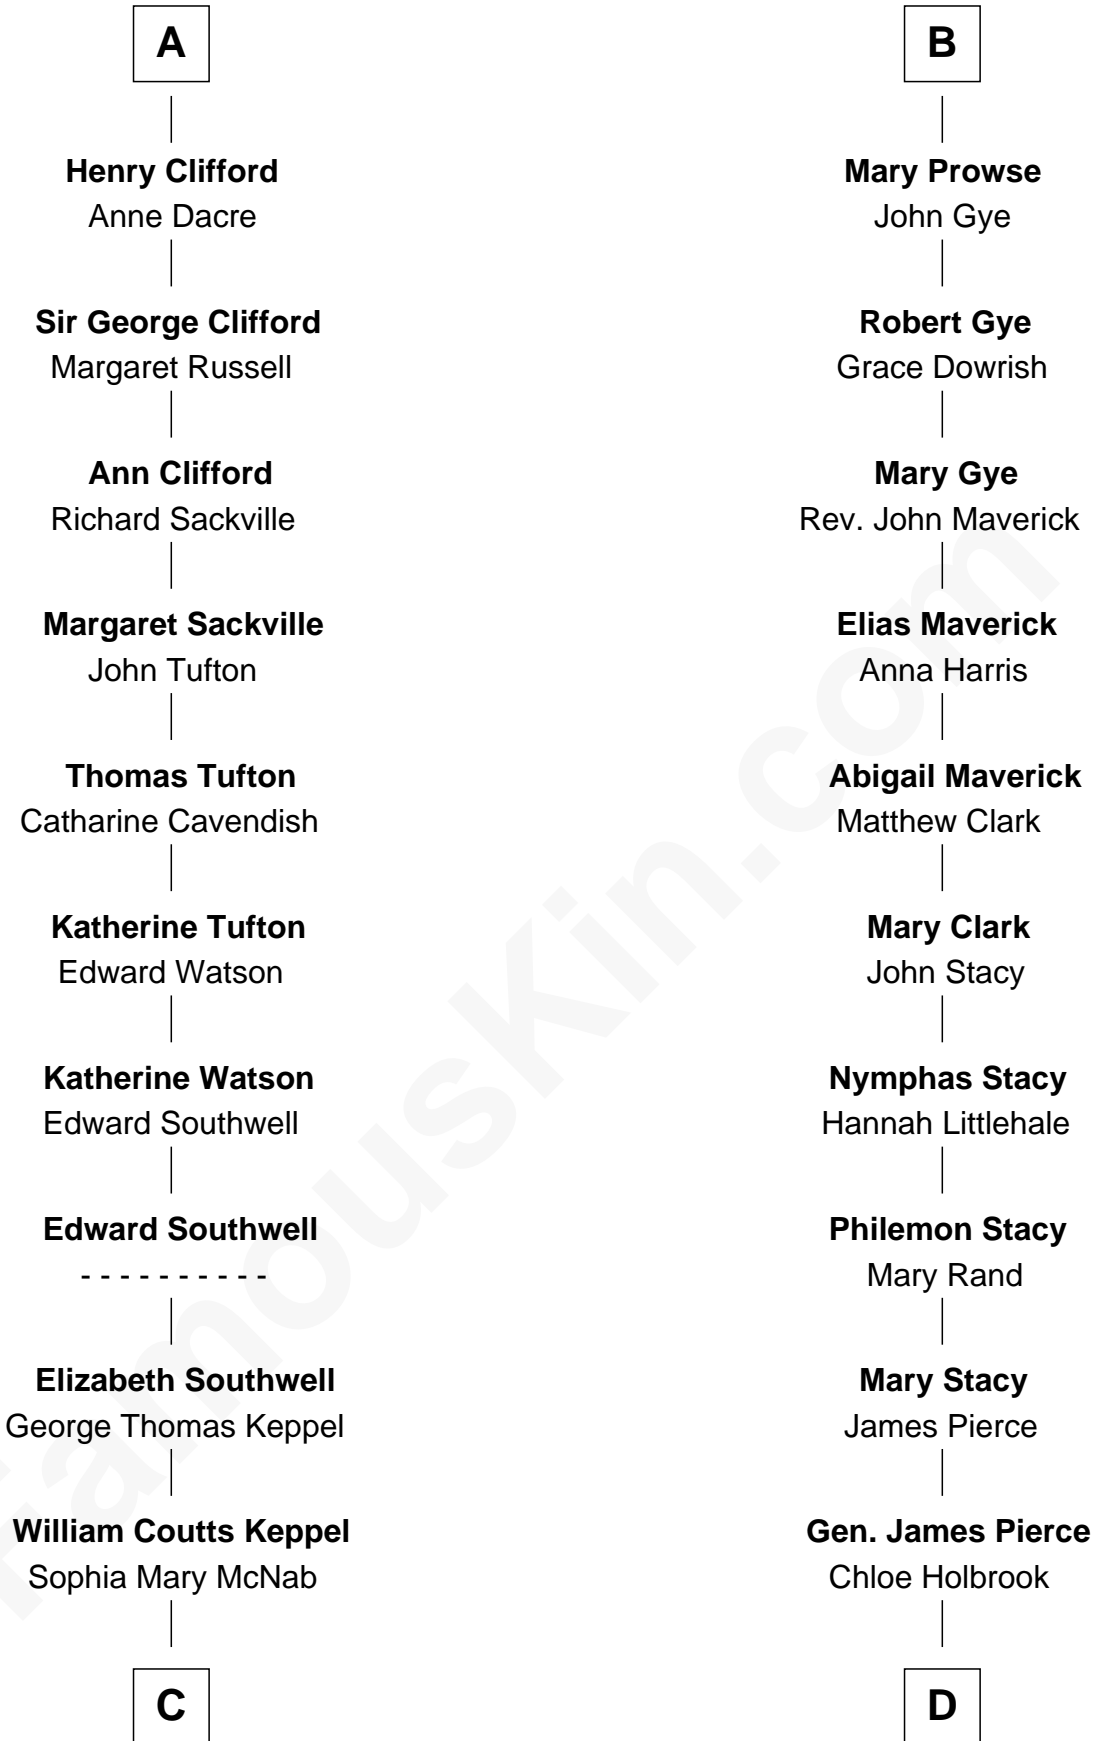 A
Henry Clifford
Anne Dacre
Sir George Clifford
Margaret Russell
Ann Clifford
Richard Sackville
Margaret Sackville
John Tufton
Thomas Tufton
Catharine Cavendish
Katherine Tufton
Edward Watson
Katherine Watson
Edward Southwell
Edward Southwell
- - - - - - - - - -
Elizabeth Southwell
George Thomas Keppel
William Coutts Keppel
Sophia Mary McNab
C
B
Mary Prowse
John Gye
Robert Gye
Grace Dowrish
Mary Gye
Rev. John Maverick
Elias Maverick
Anna Harris
Abigail Maverick
Matthew Clark
Mary Clark
John Stacy
Nymphas Stacy
Hannah Littlehale
Philemon Stacy
Mary Rand
Mary Stacy
James Pierce
Gen. James Pierce
Chloe Holbrook
D
FamousKin.com